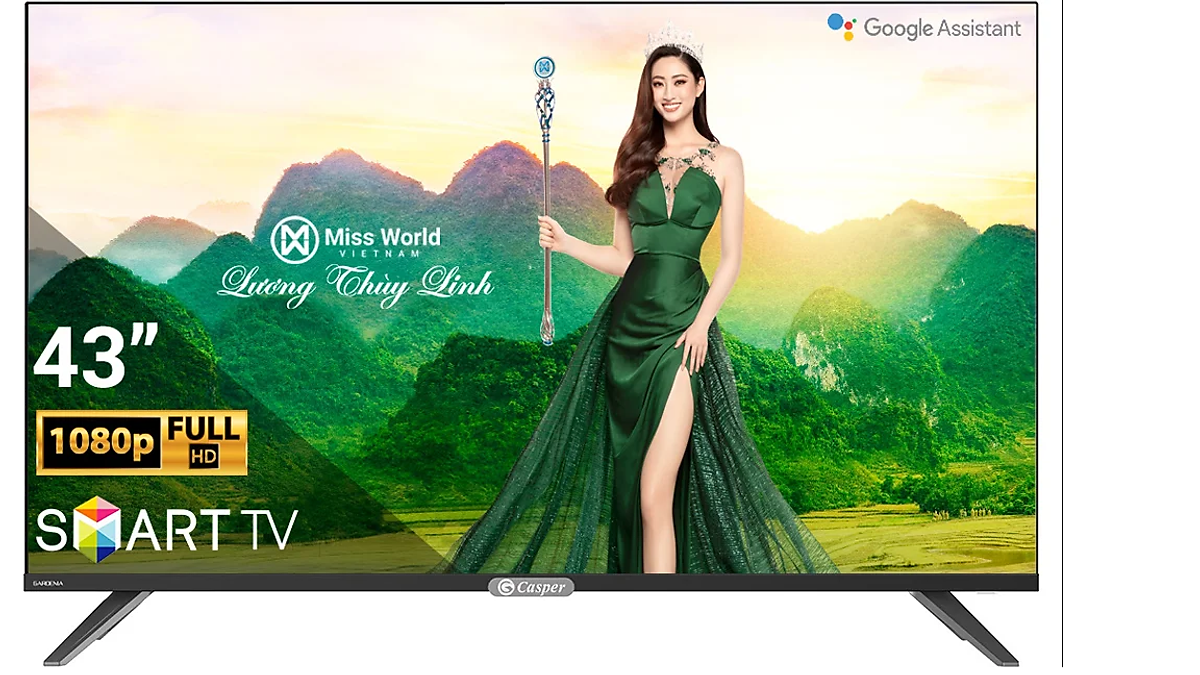 Google Assistant
Miss World
VIETNAM
Lương Thùy Linh
43”
1080p FULL HD
SMART TV
GARDENIA
Casper